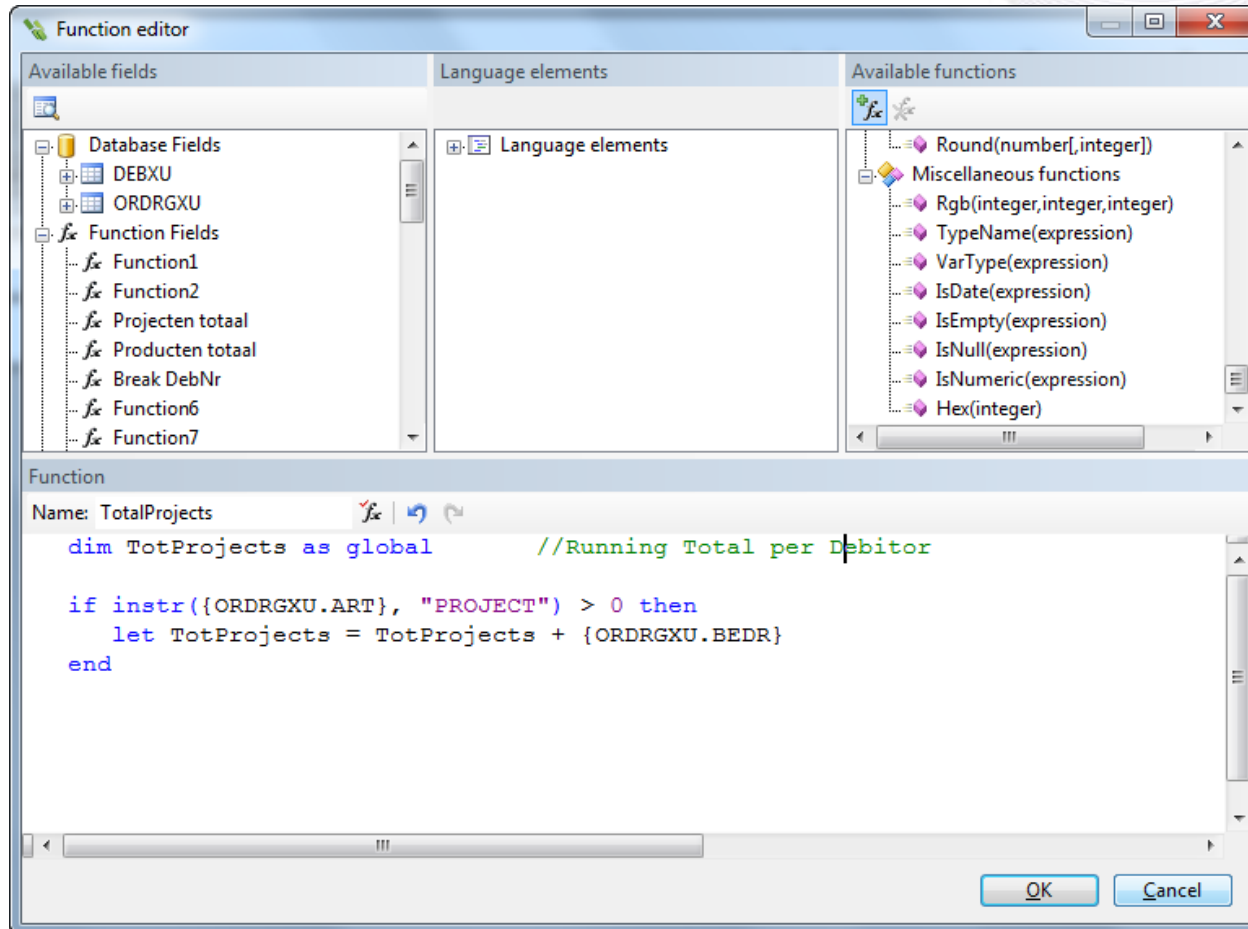 Function editor
Available fields
Language elements
Available functions
Database Fields
DEBXU
ORDRGXU
Function Fields
Function1
Function2
Projecten totaal
Producten totaal
Break DebNr
Function6
Function7
Language elements
Round(number[,integer])
Miscellaneous functions
Rgb(integer,integer,integer)
TypeName(expression)
VarType(expression)
IsDate(expression)
IsEmpty(expression)
IsNull(expression)
IsNumeric(expression)
Hex(integer)
Function
Name: TotalProjects
dim TotProjects as global //Running Total per Debitor
if instr({ORDRGXU.ART}, "PROJECT") > 0 then
let TotProjects = TotProjects + {ORDRGXU.BEDR}
end
OK Cancel